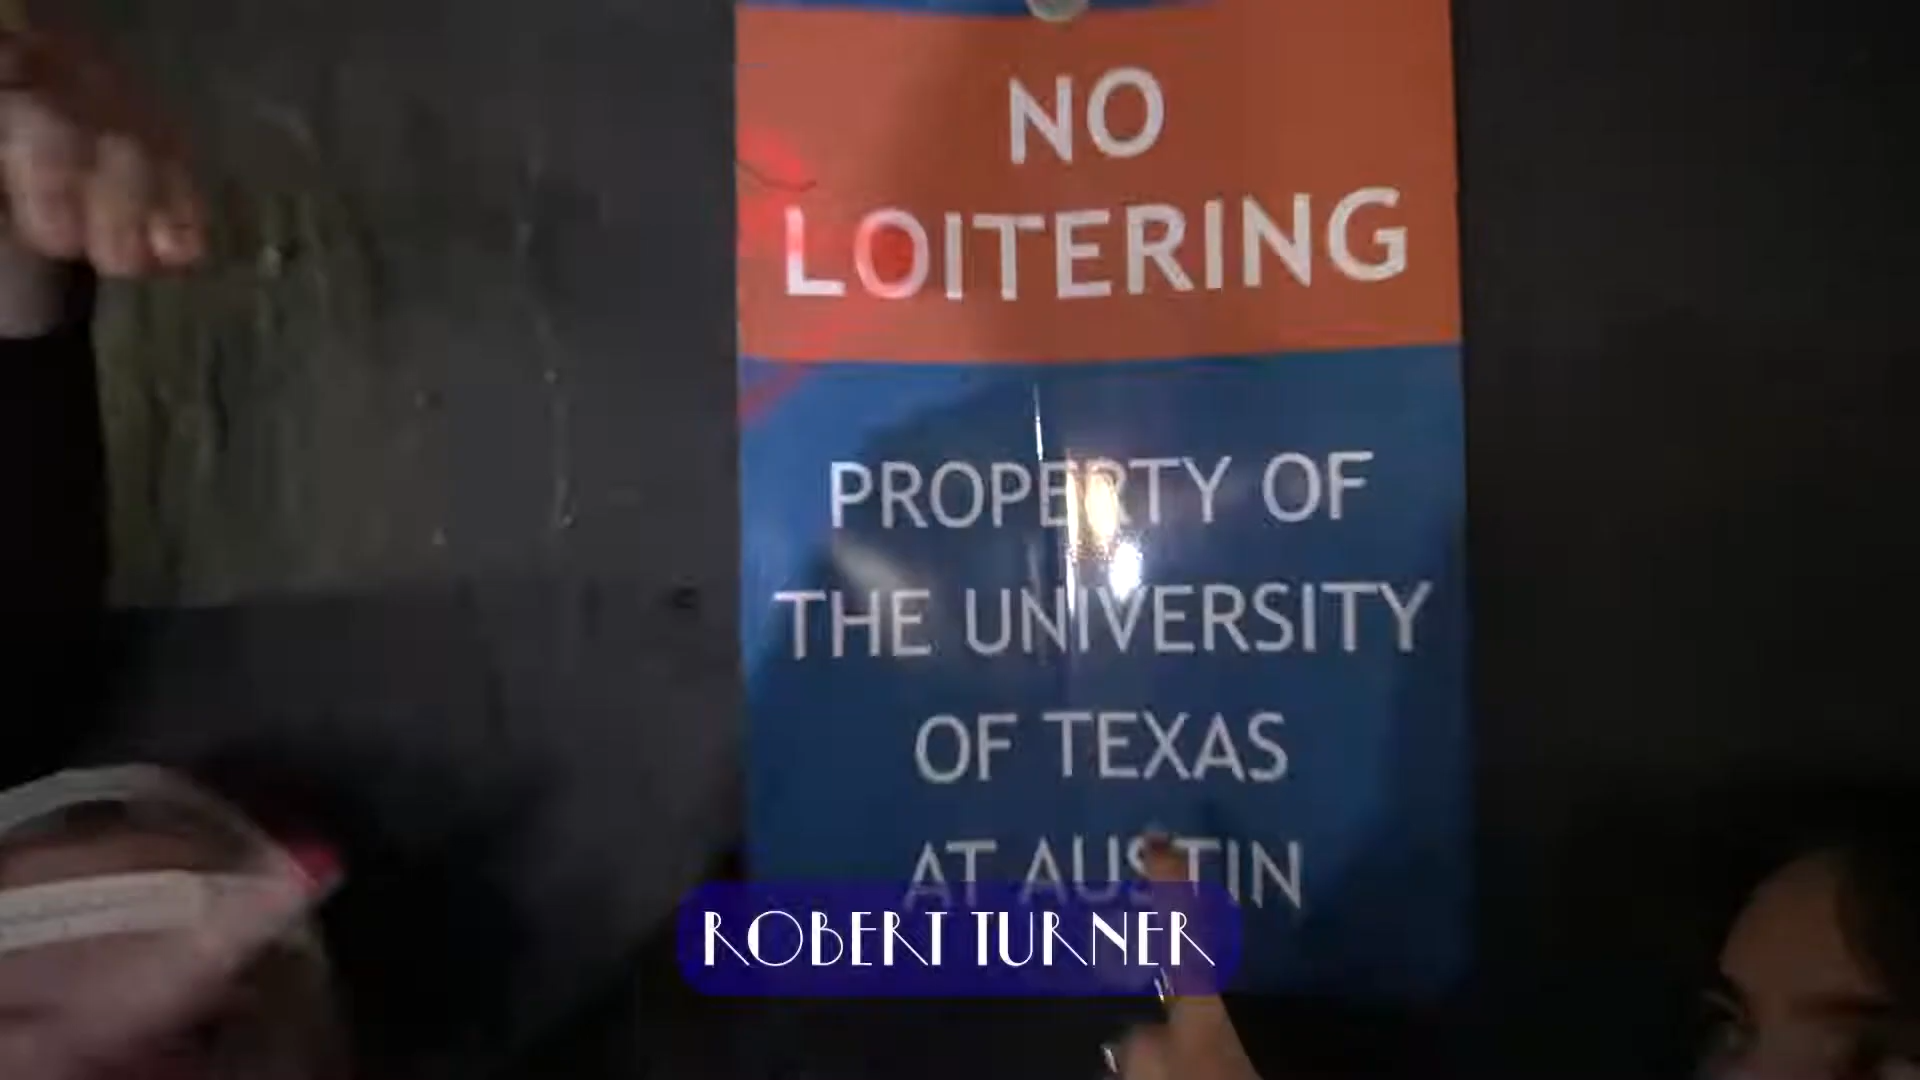 NO
LOITERING
PROPERTY OF
THE UNIVERSITY
OF TEXAS
AT AUSTIN
ROBERT TURNER